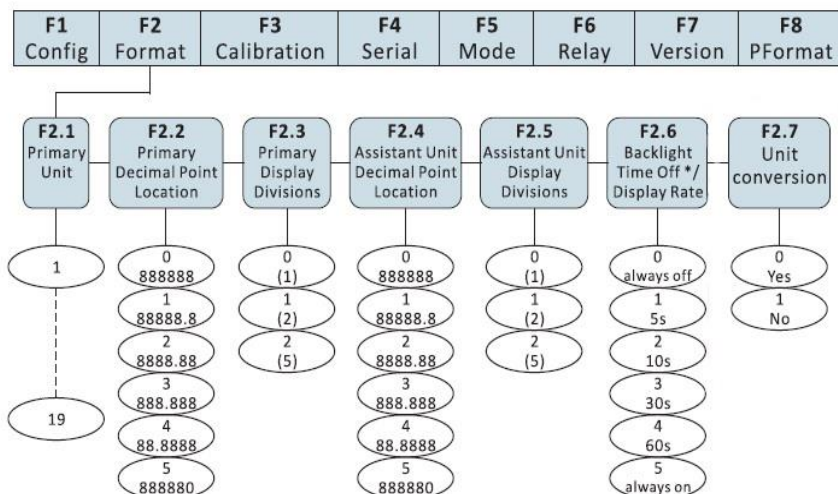 F1 F2 F3 F4 F5 F6 F7 F8
Config Format Calibration Serial Mode Relay Version PFormat
F2.1
Primary
Unit
F2.2
Primary
Decimal Point
Location
F2.3
Primary
Display
Divisions
F2.4
Assistant Unit
Decimal Point
Location
F2.5
Assistant Unit
Display
Divisions
F2.6
Backlight
Time Off */
Display Rate
F2.7
Unit
conversion
1
19
0
888888
1
88888.8
2
8888.88
3
888.888
4
88.8888
5
888880
0
(1)
1
(2)
2
(5)
0
888888
1
88888.8
2
8888.88
3
888.888
4
88.8888
5
888880
0
(1)
1
(2)
2
(5)
0
always off
1
5s
2
10s
3
30s
4
60s
5
always on
0
Yes
1
No